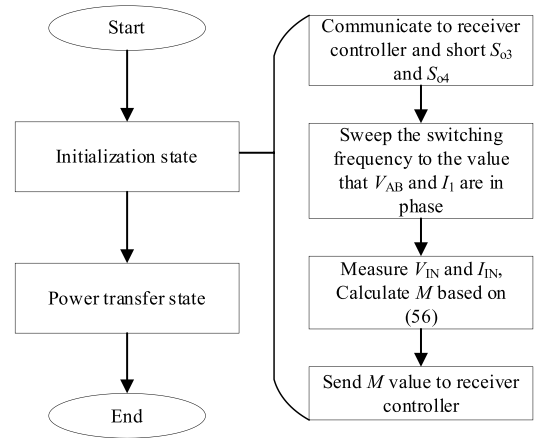 Start
Initialization state
Power transfer state
End
Communicate to receiver
controller and short So3
and So4
Sweep the switching
frequency to the value
that VAB and I1 are in
phase
Measure VIN and IIN,
Calculate M based on
(56)
Send M value to receiver
controller